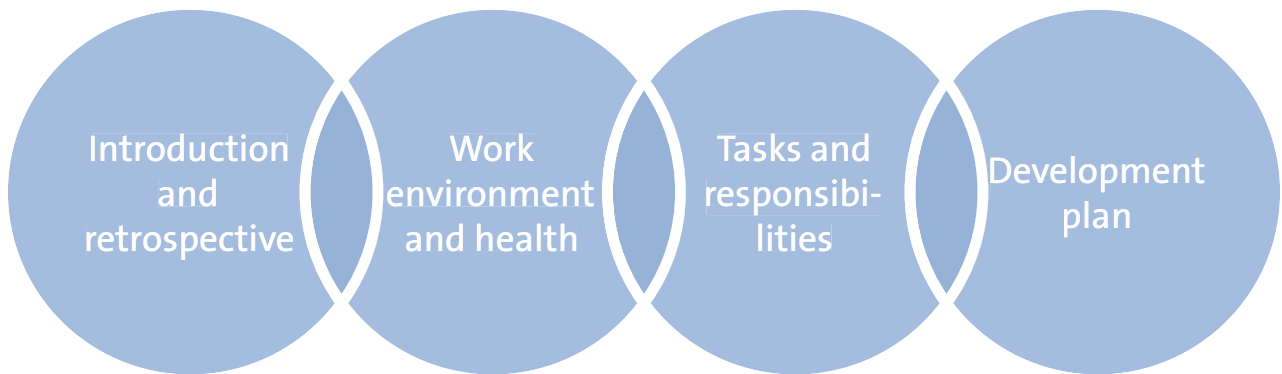 Introduction
and
retrospective
Work
environment
and health
Tasks and
responsibi-
lities
Development
plan